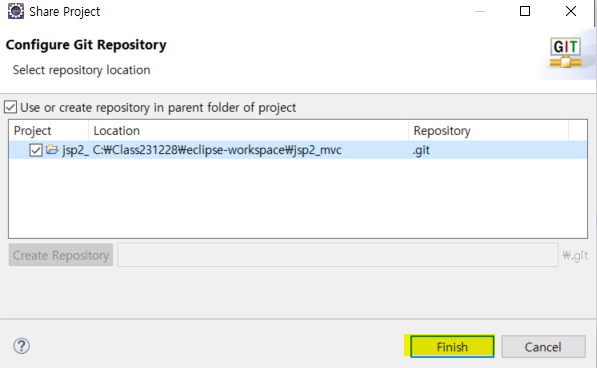 Share Project
Configure Git Repository
Select repository location
GIT
Use or create repository in parent folder of project
Project Location Repository
jsp2_ C:₩Class231228₩eclipse-workspace₩jsp2_mvc .git
Create Repository ₩.git
? Finish Cancel